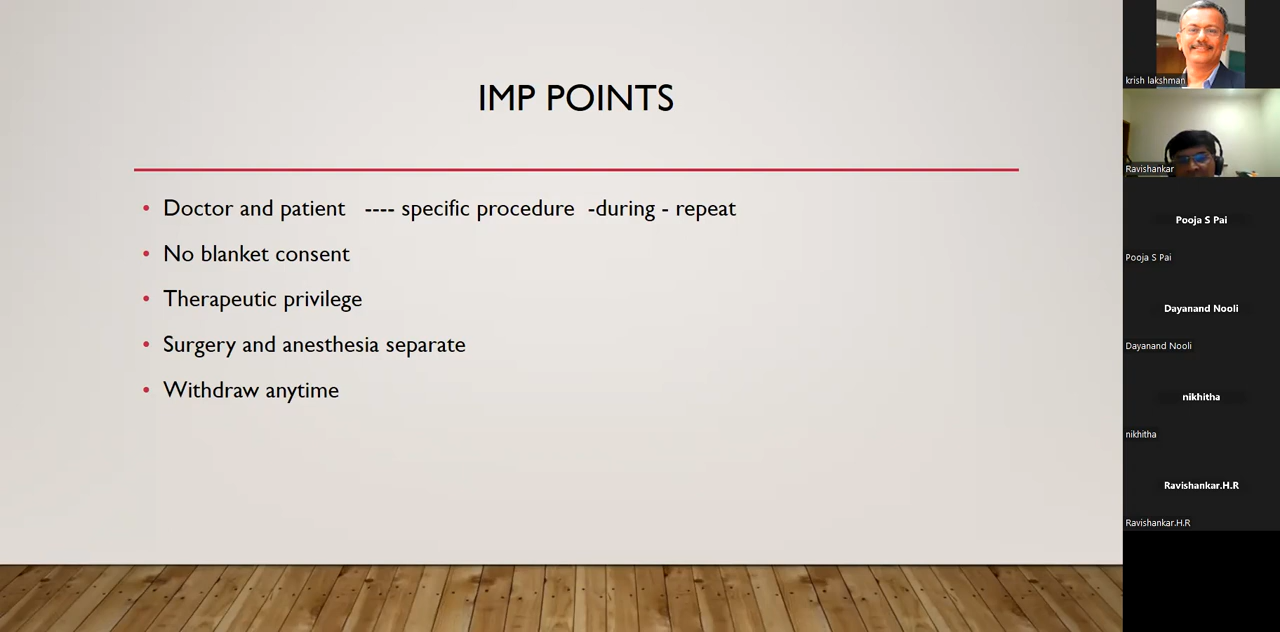 IMP POINTS
• Doctor and patient ---- specific procedure -during - repeat
• No blanket consent
• Therapeutic privilege
• Surgery and anesthesia separate
• Withdraw anytime
krish lakshman
Ravishankar
Pooja S Pai
Pooja S Pai
Dayanand Nooli
Dayanand Nooli
nikhitha
nikhitha
Ravishankar.H.R
Ravishankar.H.R